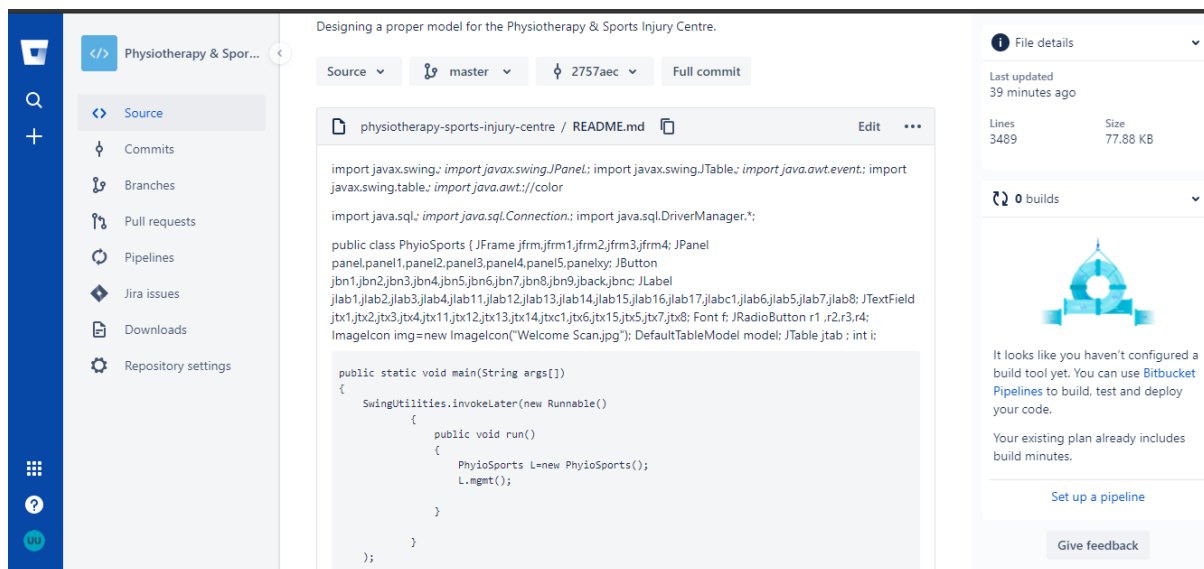 Designing a proper model for the Physiotherapy & Sports Injury Centre.
</> Physiotherapy & Spor...
Source
Commits
Branches
Pull requests
Pipelines
Jira issues
Downloads
Repository settings
UU
Source master 2757aec Full commit
physiotherapy-sports-injury-centre / README.md Edit
import javax.swing.; import javax.swing.JPanel.; import javax.swing.JTable.; import java.awt.event.; import
javax.swing.table.; import java.awt.;//color
import java.sql.; import java.sql.Connection.; import java.sql.DriverManager.*;
public class PhyioSports { JFrame jfrm,jfrm1,jfrm2,jfrm3,jfrm4; JPanel
panel,panel1,panel2,panel3,panel4,panel5,panelxy; JButton
jbn1,jbn2,jbn3,jbn4,jbn5,jbn6,jbn7,jbn8,jbn9,jback,jbnc; JLabel
jlab1,jlab2,jlab3,jlab4,jlab11,jlab12,jlab13,jlab14,jlab15,jlab16,jlab17,jlabc1,jlab6,jlab5,jlab7,jlab8; JTextField
jtx1,jtx2,jtx3,jtx4,jtx11,jtx12,jtx13,jtx14,jtxc1,jtx6,jtx15,jtx5,jtx7,jtx8; Font f; JRadioButton r1 ,r2,r3,r4;
ImageIcon img=new ImageIcon("Welcome Scan.jpg"); DefaultTableModel model; JTable jtab ; int i;
public static void main(String args[])
{
SwingUtilities.invokeLater(new Runnable()
{
public void run()
{
PhyioSports L=new PhyioSports();
L.mgmt();
}
}
);
File details
Last updated
39 minutes ago
Lines Size
3489 77.88 KB
0 builds
It looks like you haven't configured a
build tool yet. You can use Bitbucket
Pipelines to build, test and deploy
your code.
Your existing plan already includes
build minutes.
Set up a pipeline
Give feedback